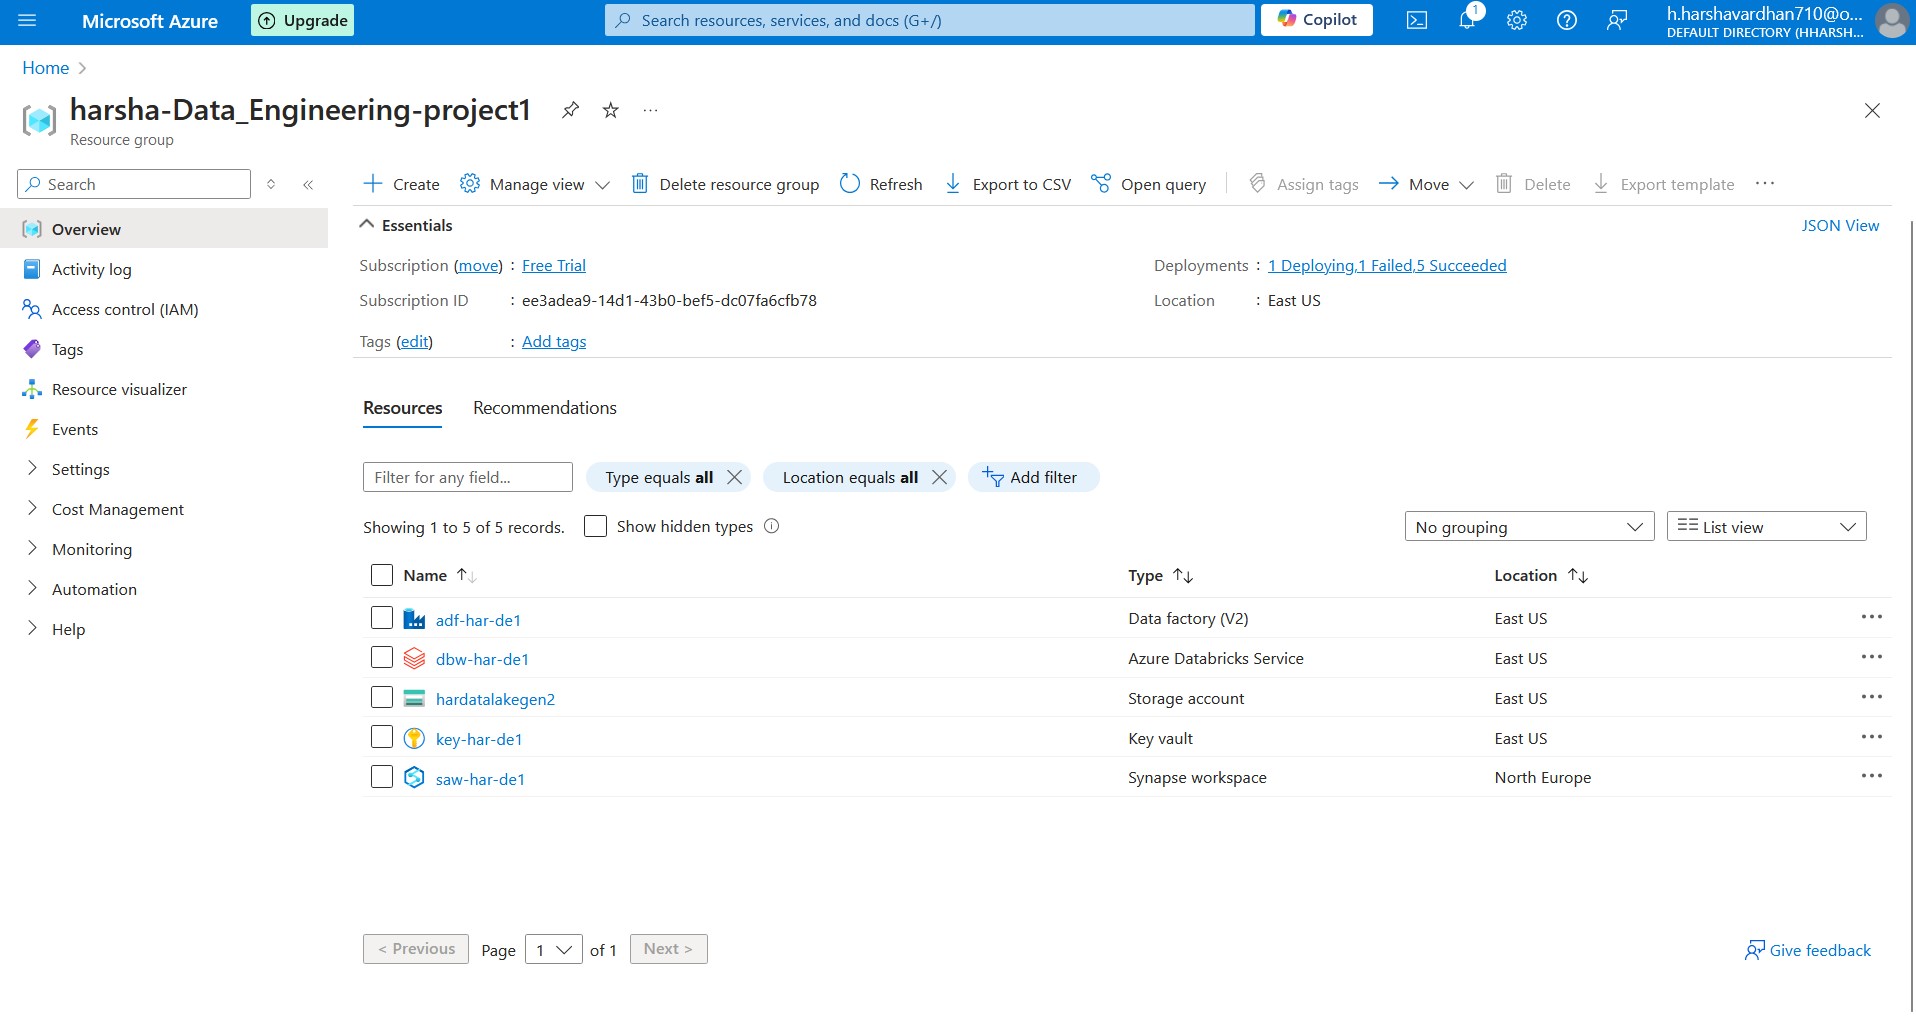 Microsoft Azure
Upgrade
Search resources, services, and docs (G+/)
Copilot
1
h.harshavardhan710@o...
DEFAULT DIRECTORY (HHARSH...
Home
harsha-Data_Engineering-project1
Resource group
Search
Create
Manage view
Delete resource group
Refresh
Export to CSV
Open query
Assign tags
Move
Delete
Export template
Overview
Activity log
Access control (IAM)
Tags
Resource visualizer
Events
Settings
Cost Management
Monitoring
Automation
Help
Essentials
JSON View
Subscription (move) : Free Trial
Deployments : 1 Deploying,1 Failed,5 Succeeded
Subscription ID : ee3adea9-14d1-43b0-bef5-dc07fa6cfb78
Location : East US
Tags (edit) : Add tags
Resources
Recommendations
Filter for any field...
Type equals all
Location equals all
Add filter
Showing 1 to 5 of 5 records.
Show hidden types
No grouping
List view
Name
Type
Location
adf-har-de1 Data factory (V2) East US
dbw-har-de1 Azure Databricks Service East US
hardatalakegen2 Storage account East US
key-har-de1 Key vault East US
saw-har-de1 Synapse workspace North Europe
< Previous Page 1 of 1 Next >
Give feedback